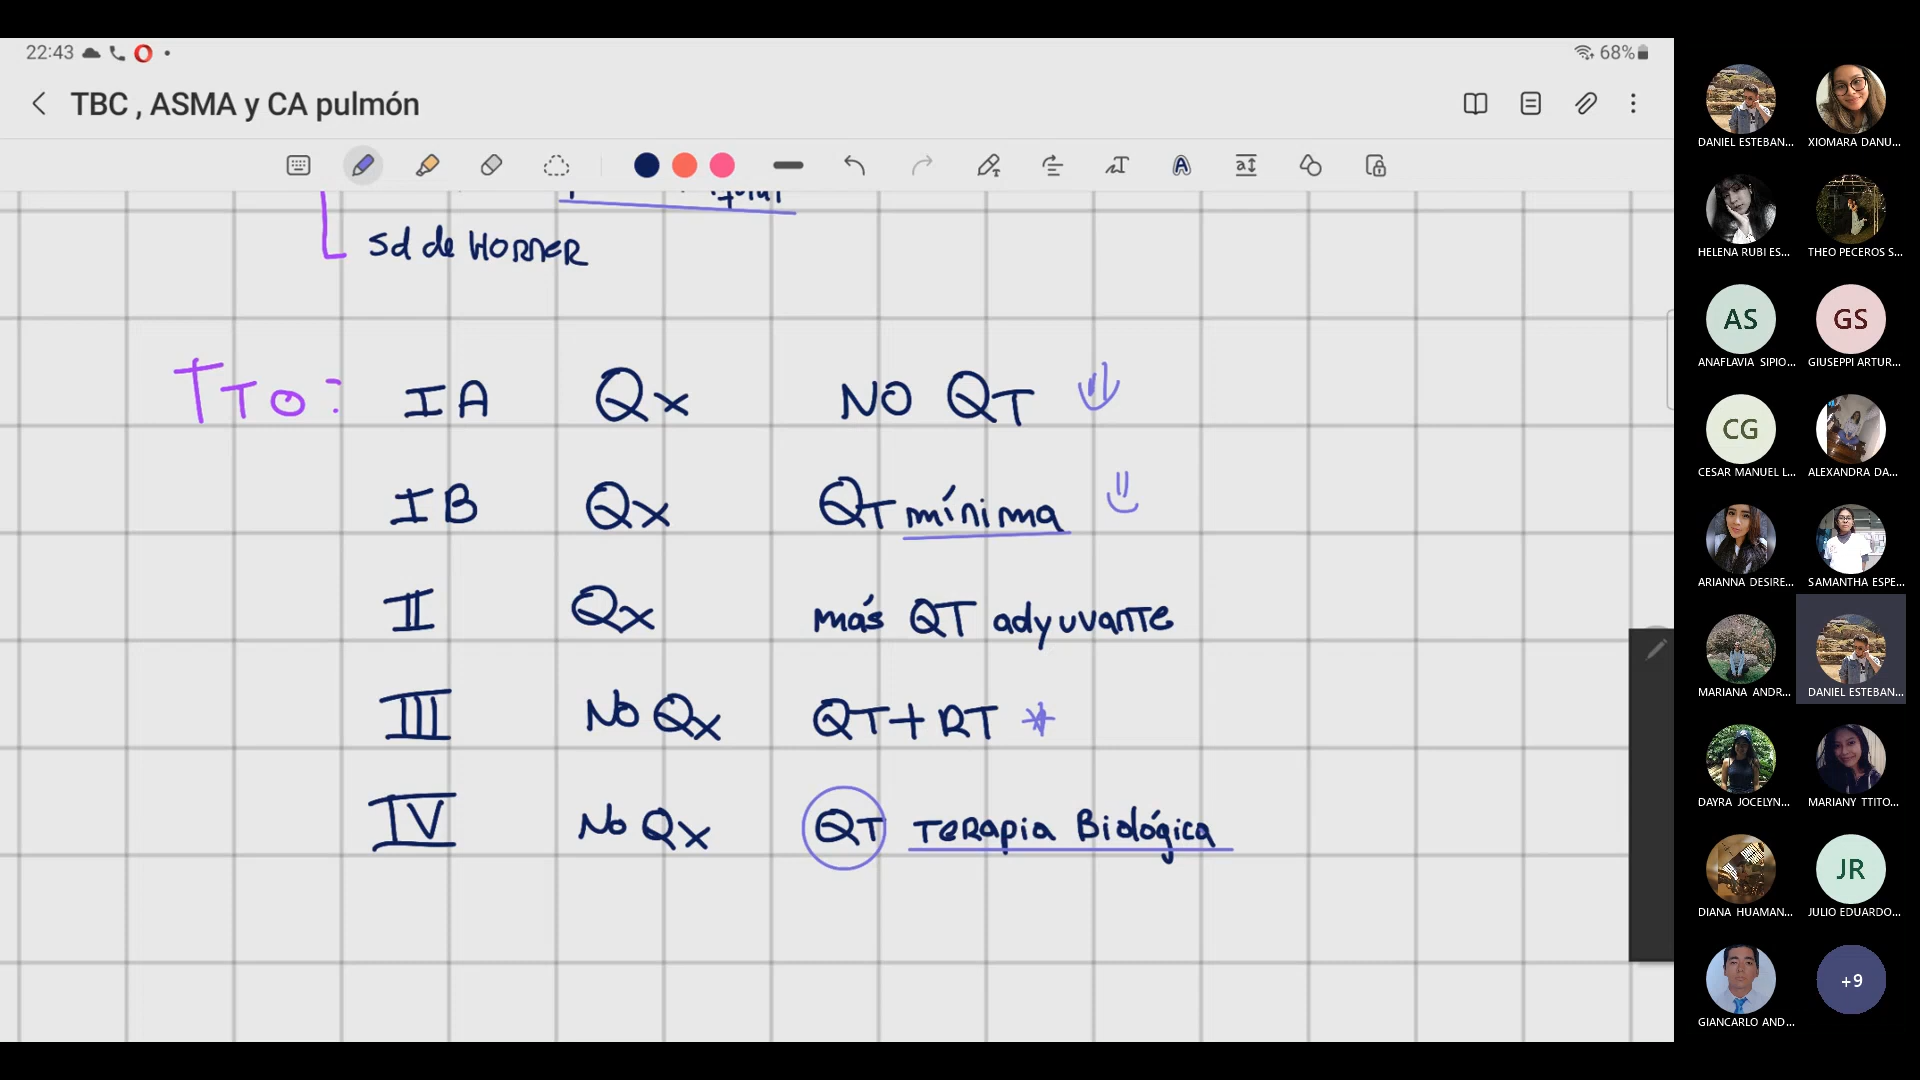 22:43
68%
TBC , ASMA y CA pulmón
sd de HORNER
TTO: IA Qx NO QT
IB Qx QT mínima
II Qx más QT adyuvante
III No Qx QT+RT *
IV No Qx QT Terapia Biológica
DANIEL ESTEBAN... XIOMARA DANU...
HELENA RUBI ES... THEO PECEROS S...
AS GS
ANAFLAVIA SIPIO... GIUSEPPI ARTUR...
CG
CESAR MANUEL L... ALEXANDRA DA...
ARIANNA DESIRE... SAMANTHA ESPE...
MARIANA ANDR... DANIEL ESTEBAN...
DAYRA JOCELYN... MARIANY TTITO...
JR
DIANA HUAMAN... JULIO EDUARDO...
+9
GIANCARLO AND...